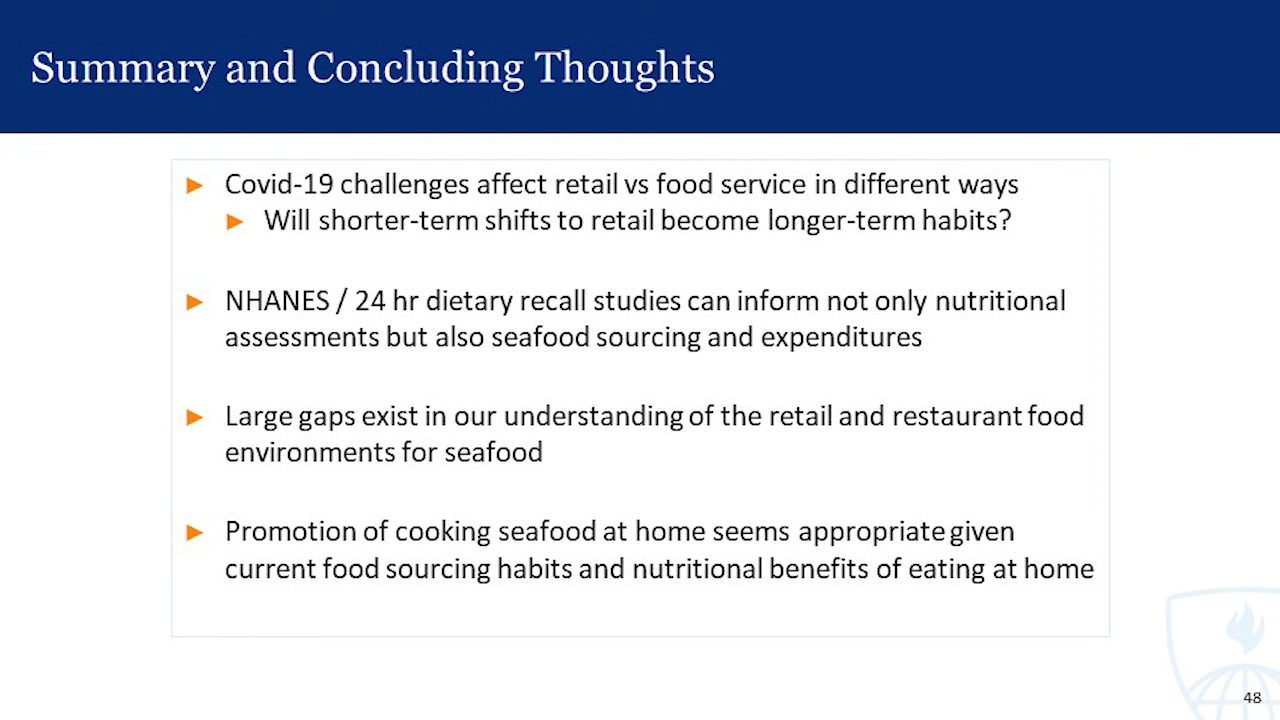 Summary and Concluding Thoughts
► Covid-19 challenges affect retail vs food service in different ways
► Will shorter-term shifts to retail become longer-term habits?
► NHANES / 24 hr dietary recall studies can inform not only nutritional
assessments but also seafood sourcing and expenditures
► Large gaps exist in our understanding of the retail and restaurant food
environments for seafood
► Promotion of cooking seafood at home seems appropriate given
current food sourcing habits and nutritional benefits of eating at home
48